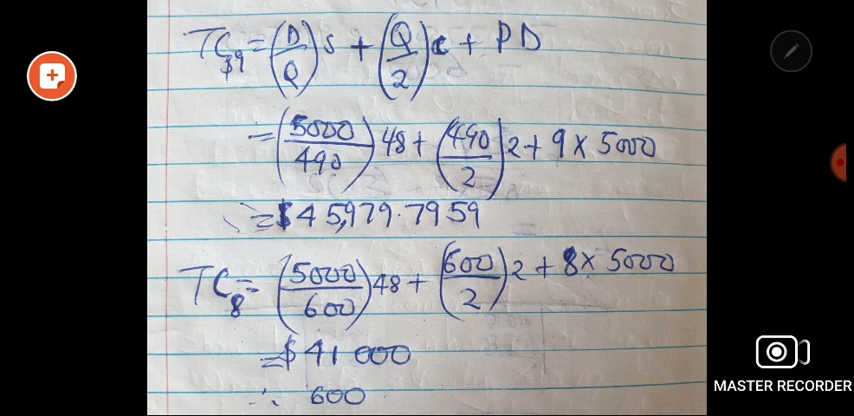 TC$9 = (D/Q)s + (Q/2)c + PD
= (5000/490)48 + (490/2)2 + 9 × 5000
= $45,979.7959
TC8 = (5000/600)48 + (600/2)2 + 8 × 5000
= $41 000
∴ 600
MASTER RECORDER